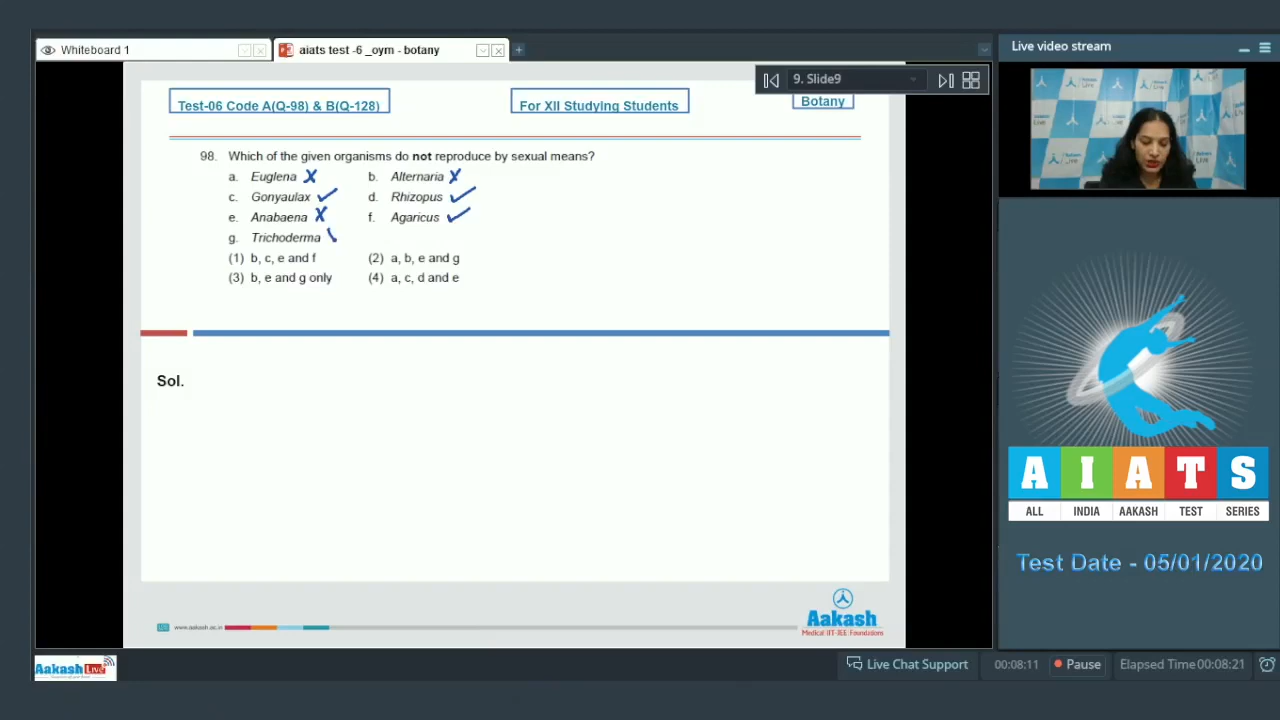 Whiteboard 1
aiats test -6 _oym - botany
Live video stream
9. Slide9
Test-06 Code A(Q-98) & B(Q-128)
For XII Studying Students
Botany
98. Which of the given organisms do not reproduce by sexual means?
a. Euglena
b. Alternaria
c. Gonyaulax
d. Rhizopus
e. Anabaena
f. Agaricus
g. Trichoderma
(1) b, c, e and f
(2) a, b, e and g
(3) b, e and g only
(4) a, c, d and e
Sol.
www.aakash.ac.in
Aakash
Medical IIT-JEE Foundations
A I A T S
ALL INDIA AAKASH TEST SERIES
Test Date - 05/01/2020
Aakash Live
Live Chat Support
00:08:11
Pause
Elapsed Time 00:08:21